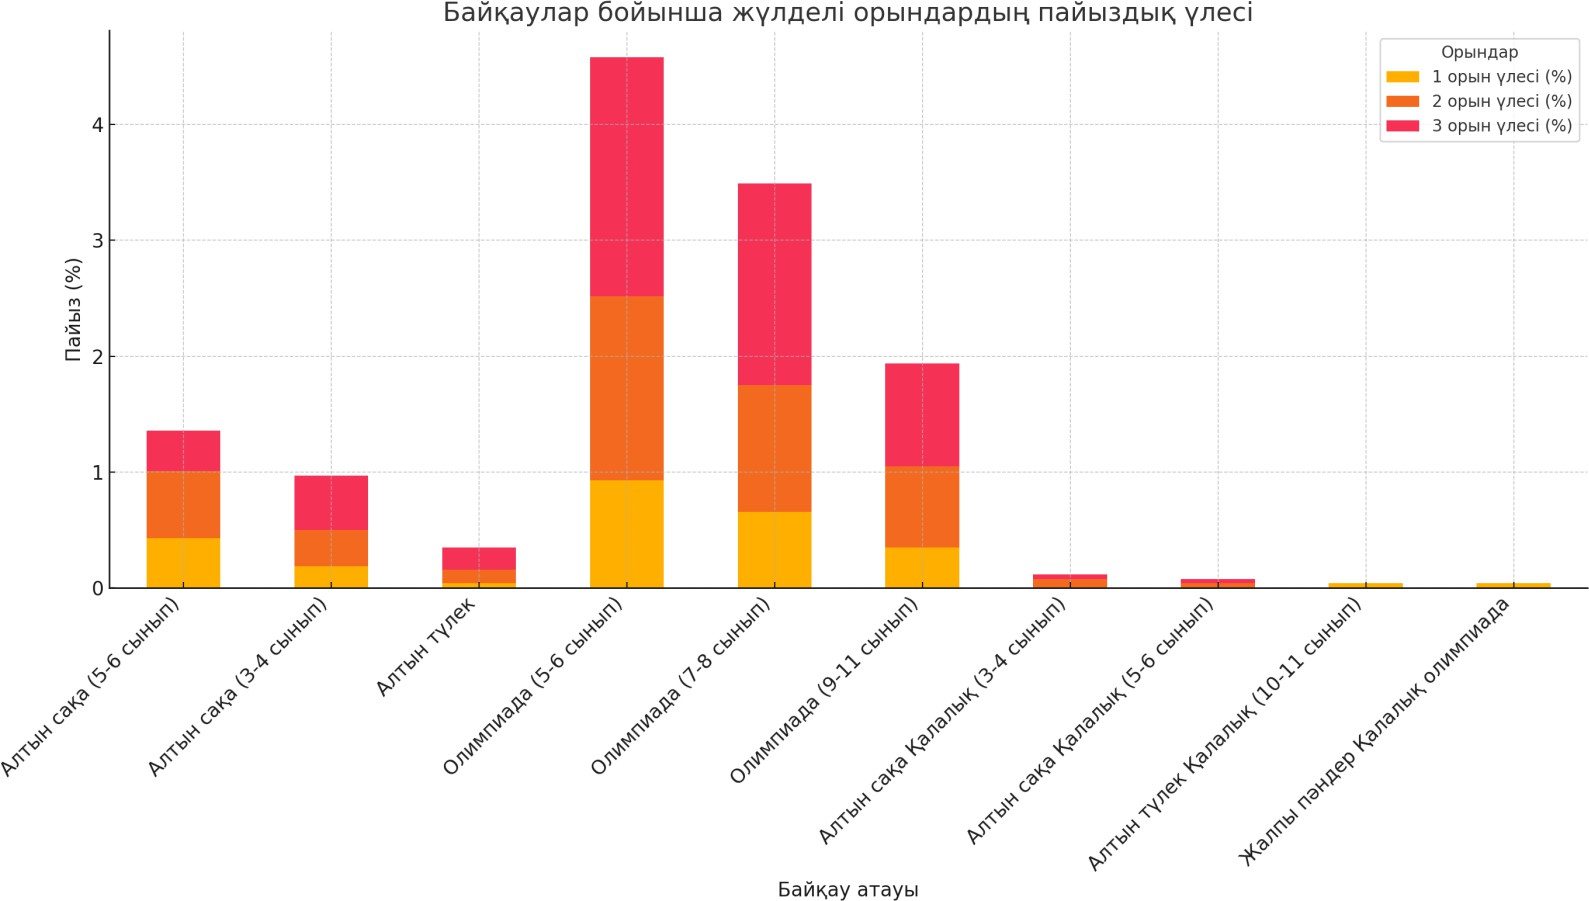 Байқаулар бойынша жүлделі орындардың пайыздық үлесі
Орындар
1 орын үлесі (%)
2 орын үлесі (%)
3 орын үлесі (%)
Пайыз (%)
4
3
2
1
0
Алтын сақа (5-6 сынып)
Алтын сақа (3-4 сынып)
Алтын түлек
Олимпиада (5-6 сынып)
Олимпиада (7-8 сынып)
Олимпиада (9-11 сынып)
Алтын сақа Қалалық (3-4 сынып)
Алтын сақа Қалалық (5-6 сынып)
Алтын түлек Қалалық (10-11 сынып)
Жалпы пәндер Қалалық олимпиада
Байқау атауы